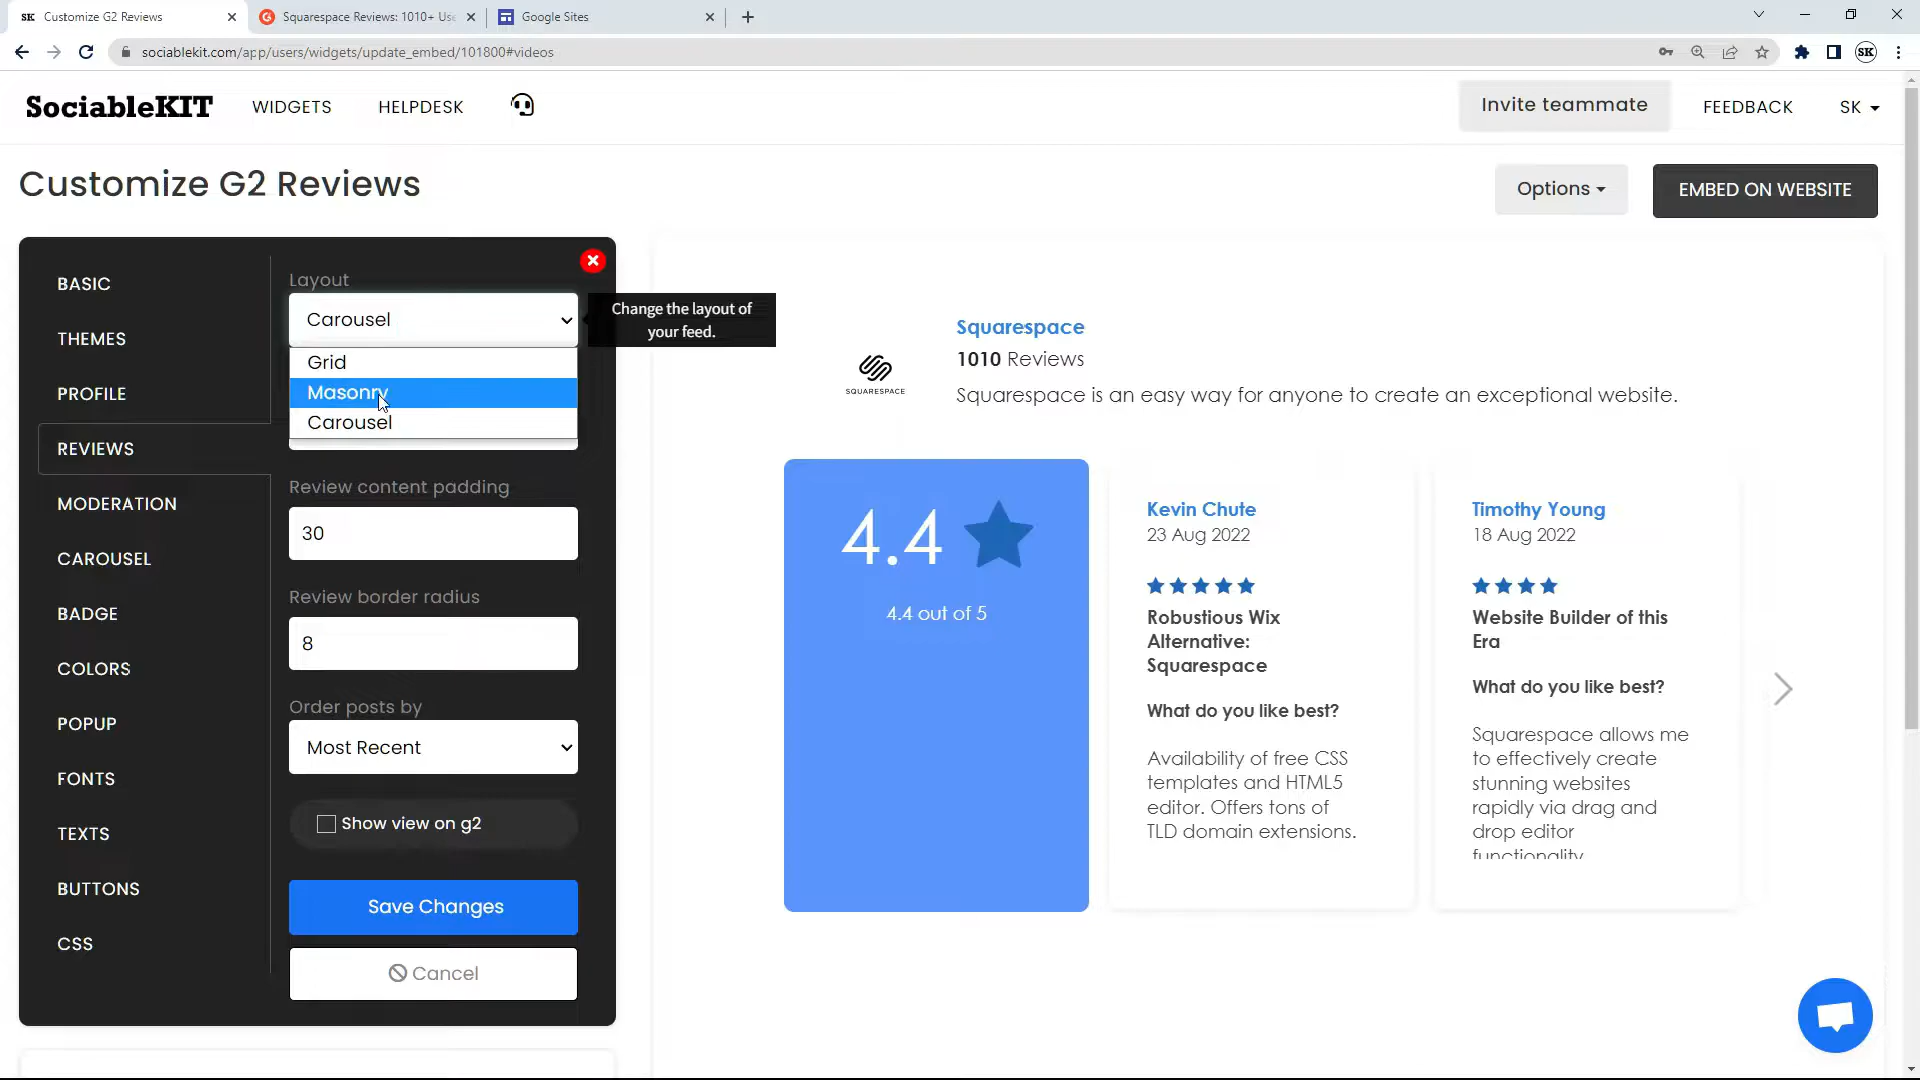 SK Customize G2 Reviews
Squarespace Reviews: 1010+ Use
Google Sites
sociablekit.com/app/users/widgets/update_embed/101800#videos
SK
SociableKIT
WIDGETS
HELPDESK
Invite teammate
FEEDBACK
SK
Customize G2 Reviews
Options
EMBED ON WEBSITE
BASIC
THEMES
PROFILE
REVIEWS
MODERATION
CAROUSEL
BADGE
COLORS
POPUP
FONTS
TEXTS
BUTTONS
CSS
Layout
Carousel
Grid
Masonry
Carousel
Change the layout of
your feed.
Review content padding
30
Review border radius
8
Order posts by
Most Recent
Show view on g2
Save Changes
Cancel
SQUARESPACE
Squarespace
1010 Reviews
Squarespace is an easy way for anyone to create an exceptional website.
4.4
4.4 out of 5
Kevin Chute
23 Aug 2022
Robustious Wix
Alternative:
Squarespace
What do you like best?
Availability of free CSS
templates and HTML5
editor. Offers tons of
TLD domain extensions.
Timothy Young
18 Aug 2022
Website Builder of this
Era
What do you like best?
Squarespace allows me
to effectively create
stunning websites
rapidly via drag and
drop editor
functionality